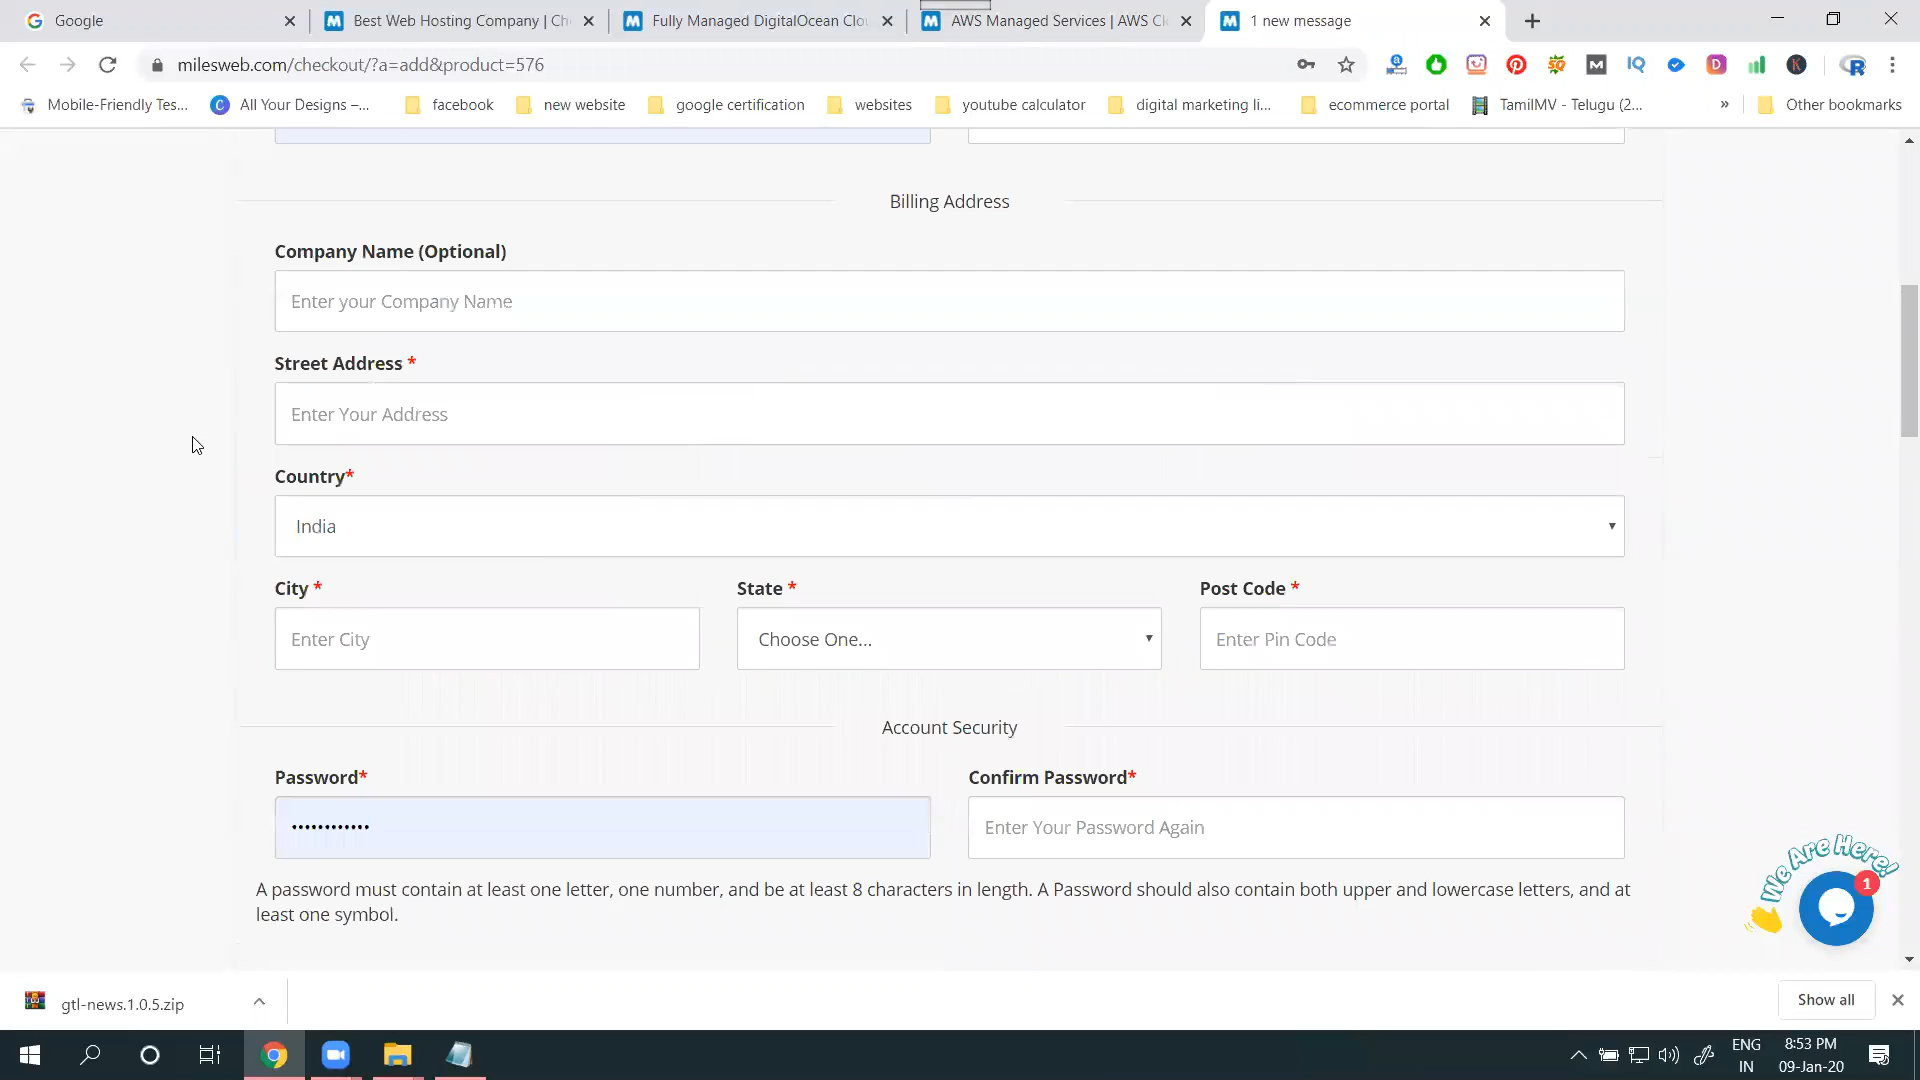 Google
Best Web Hosting Company | Ch
Fully Managed DigitalOcean Clou
AWS Managed Services | AWS Cl
1 new message
milesweb.com/checkout/?a=add&product=576
Mobile-Friendly Tes...
All Your Designs –...
facebook
new website
google certification
websites
youtube calculator
digital marketing li...
ecommerce portal
TamilMV - Telugu (2...
»
Other bookmarks
Billing Address
Company Name (Optional)
Enter your Company Name
Street Address *
Enter Your Address
Country*
India
City *
State *
Post Code *
Enter City
Choose One...
Enter Pin Code
Account Security
Password*
Confirm Password*
••••••••••••
Enter Your Password Again
A password must contain at least one letter, one number, and be at least 8 characters in length. A Password should also contain both upper and lowercase letters, and at
least one symbol.
We Are Here!
1
gtl-news.1.0.5.zip
Show all
ENG
IN
8:53 PM
09-Jan-20